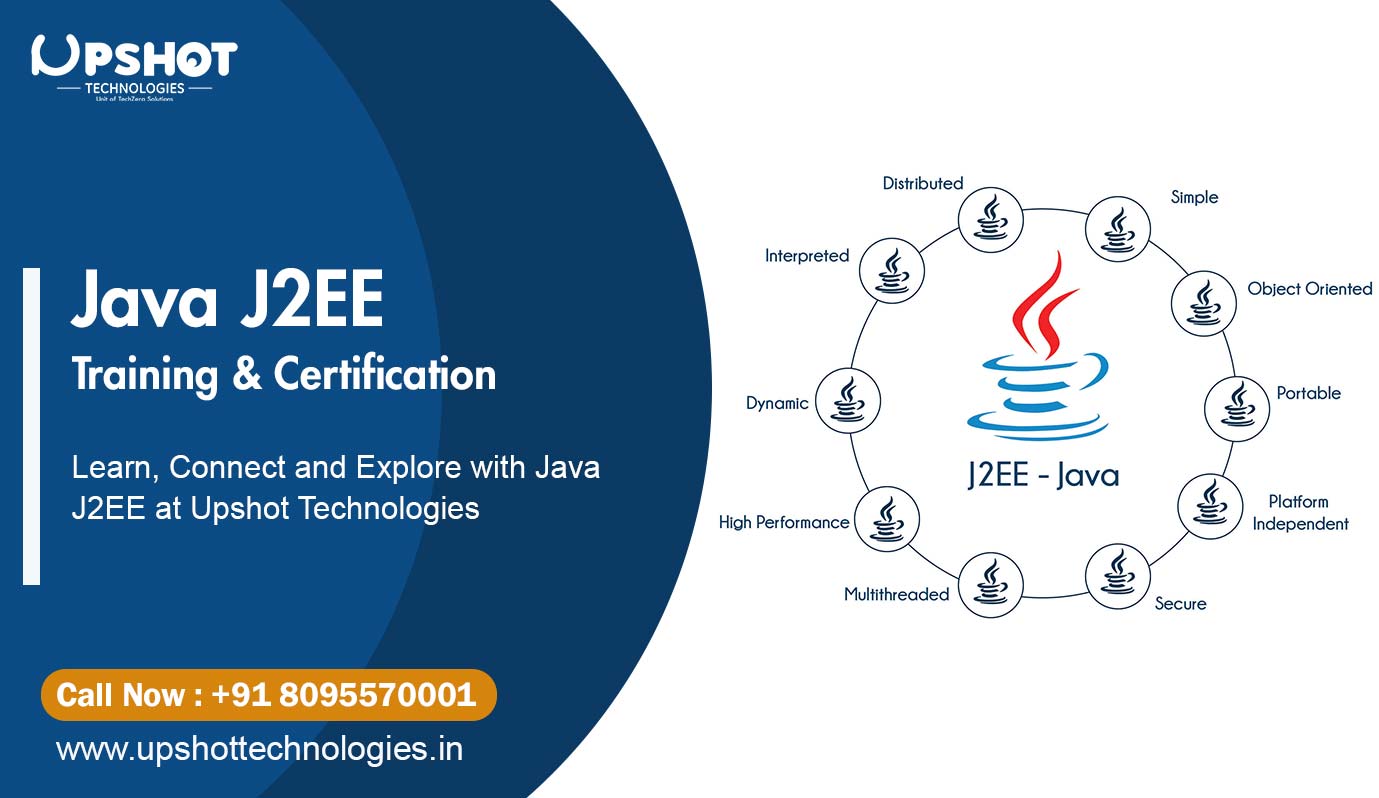 UPSHOT
TECHNOLOGIES
Unit of TechZero Solutions
Java J2EE
Training & Certification
Learn, Connect and Explore with Java
J2EE at Upshot Technologies
Call Now : +91 8095570001
www.upshottechnologies.in
Distributed
Simple
Interpreted
Object Oriented
Dynamic
Portable
J2EE - Java
High Performance
Platform
Independent
Multithreaded
Secure